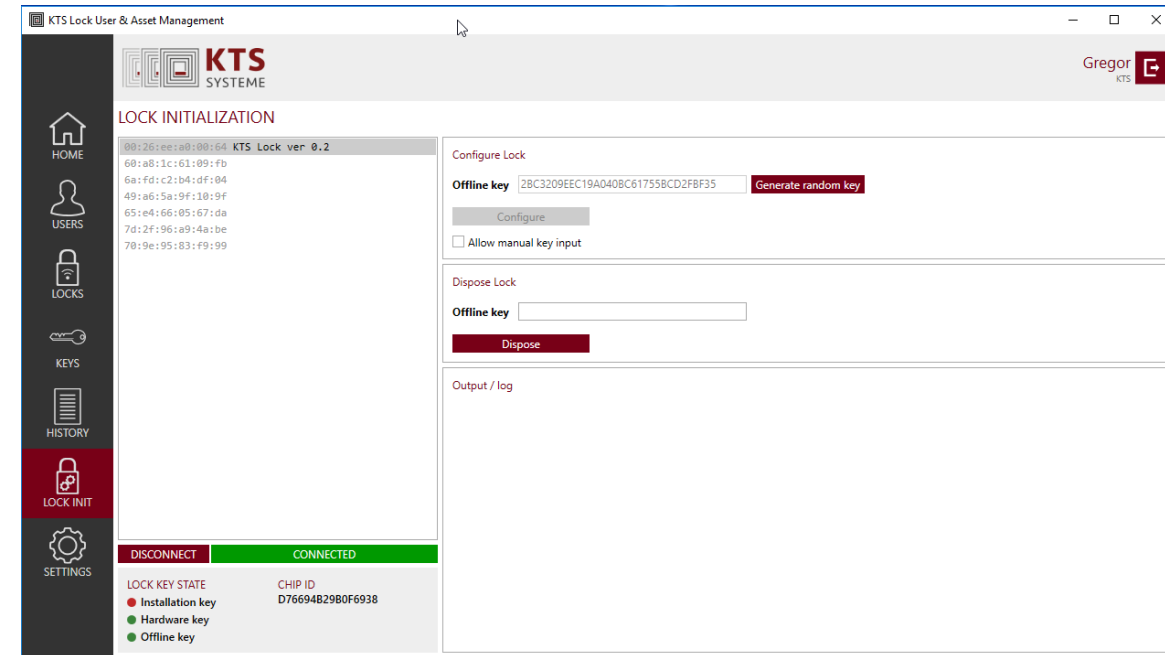 KTS Lock User & Asset Management
KTS
SYSTEME
Gregor
KTS
HOME
USERS
LOCKS
KEYS
HISTORY
LOCK INIT
SETTINGS
LOCK INITIALIZATION
00:26:ee:a0:00:64 KTS Lock ver 0.2
60:a8:1c:61:09:fb
6a:fd:c2:b4:df:04
49:a6:5a:9f:10:9f
65:e4:66:05:67:da
7d:2f:96:a9:4a:be
70:9e:95:83:f9:99
DISCONNECT CONNECTED
LOCK KEY STATE
Installation key
Hardware key
Offline key
CHIP ID
D76694B29B0F6938
Configure Lock
Offline key 2BC3209EEC19A040BC61755BCD2FBF35 Generate random key
Configure
Allow manual key input
Dispose Lock
Offline key
Dispose
Output / log